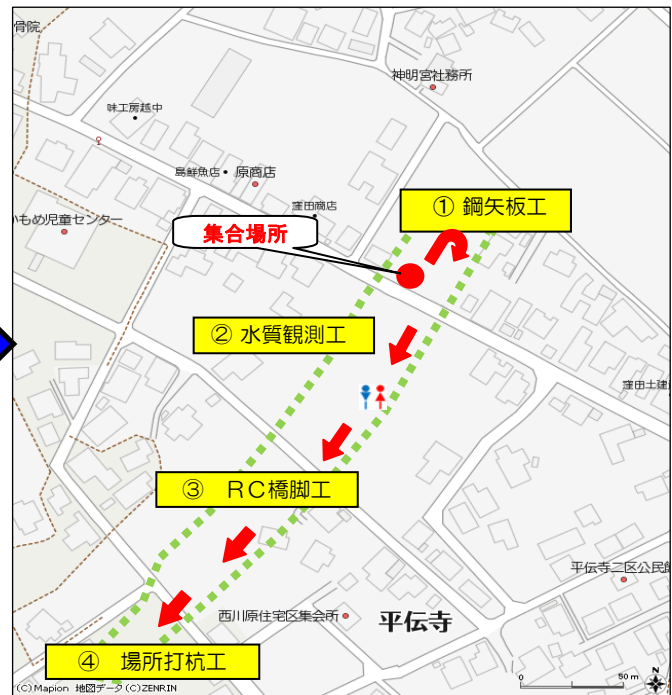 骨院
神明宮社務所
味工房越中
島鮮魚店
原商店
窪田商店
① 鋼矢板工
かもめ児童センター
集合場所
② 水質観測工
窪田土建
③ RC橋脚工
平伝寺二区公民館
西川原住宅区集会所
平伝寺
④ 場所打杭工
(C)Mapion 地図データ(C)ZENRIN
0 50m